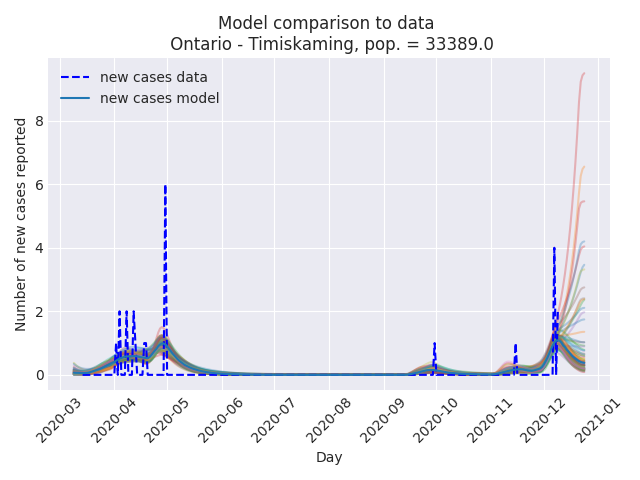 Model comparison to data
Ontario - Timiskaming, pop. = 33389.0
new cases data
new cases model
Number of new cases reported
8
6
4
2
0
2020-03
2020-04
2020-05
2020-06
2020-07
2020-08
2020-09
2020-10
2020-11
2020-12
2021-01
Day